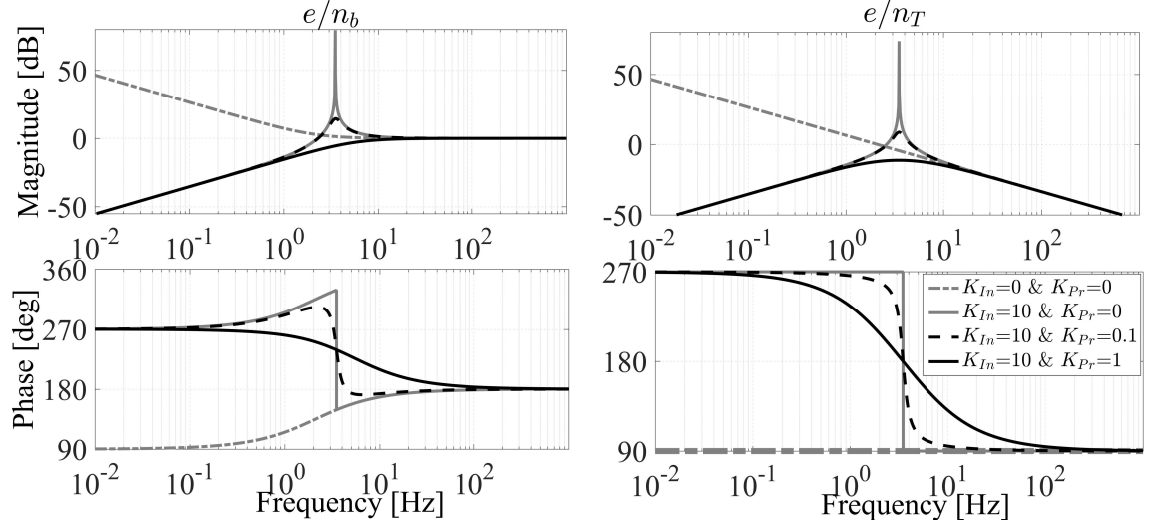 e/n_b
Magnitude [dB]
50
0
-50
10^-2 10^-1 10^0 10^1 10^2
Phase [deg]
360
270
180
90
10^-2 10^-1 10^0 10^1 10^2
Frequency [Hz]
e/n_T
50
0
-50
10^-2 10^-1 10^0 10^1 10^2
270
180
90
K_In=0 & K_Pr=0
K_In=10 & K_Pr=0
K_In=10 & K_Pr=0.1
K_In=10 & K_Pr=1
10^-2 10^-1 10^0 10^1 10^2
Frequency [Hz]